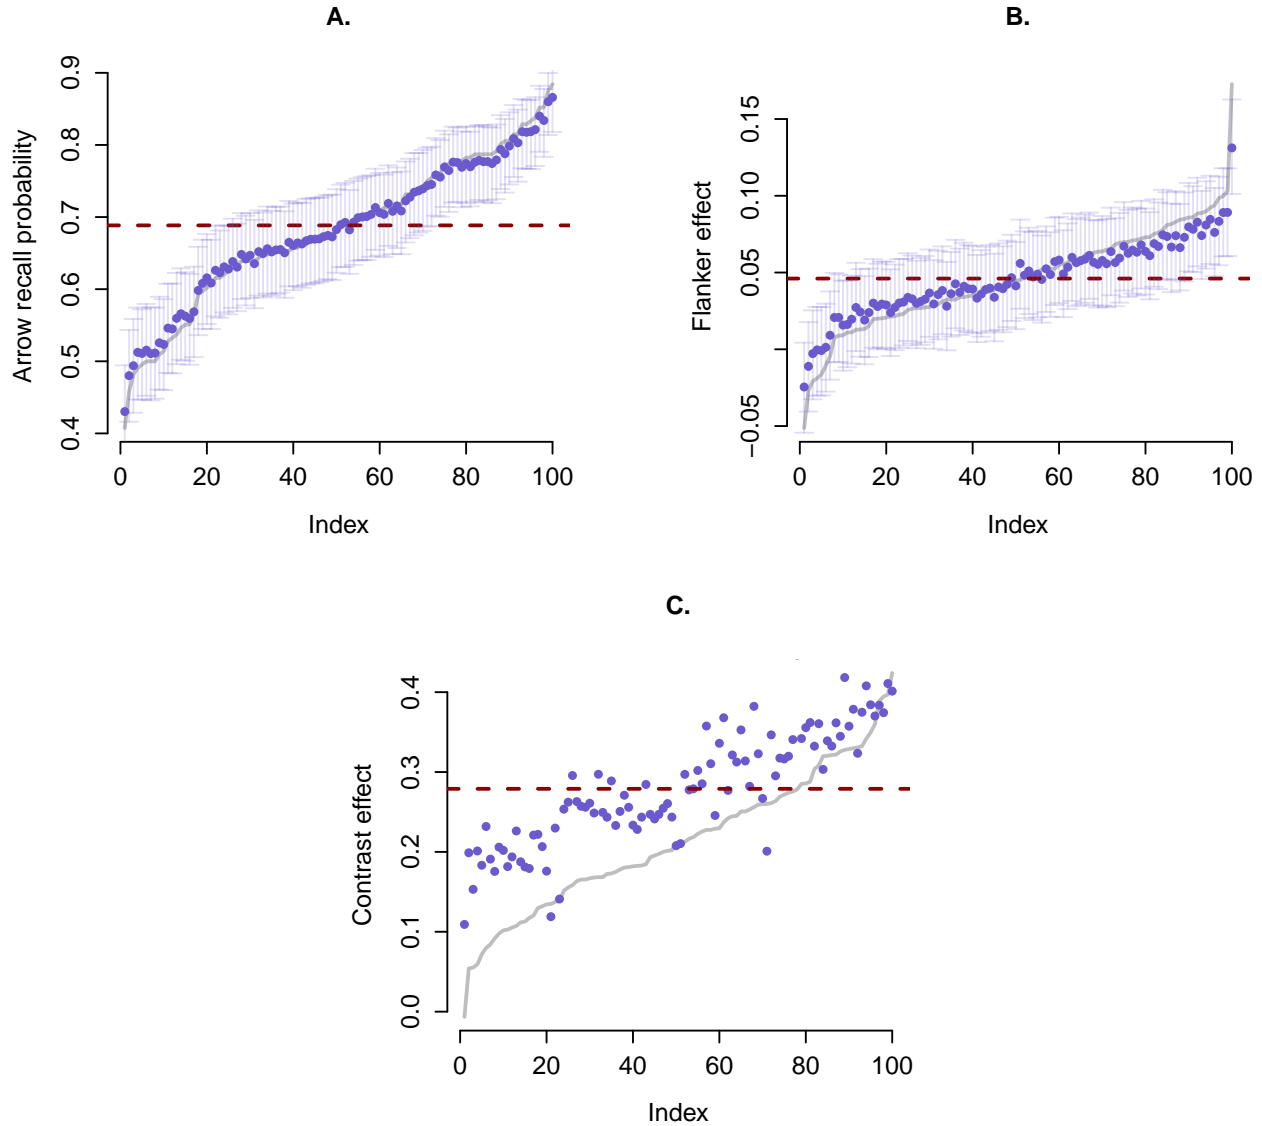 A.
Arrow recall probability
0.9
0.8
0.7
0.6
0.5
0.4
0 20 40 60 80 100
Index
B.
Flanker effect
0.15
0.10
0.05
−0.05
0 20 40 60 80 100
Index
C.
Contrast effect
0.4
0.3
0.2
0.1
0.0
0 20 40 60 80 100
Index